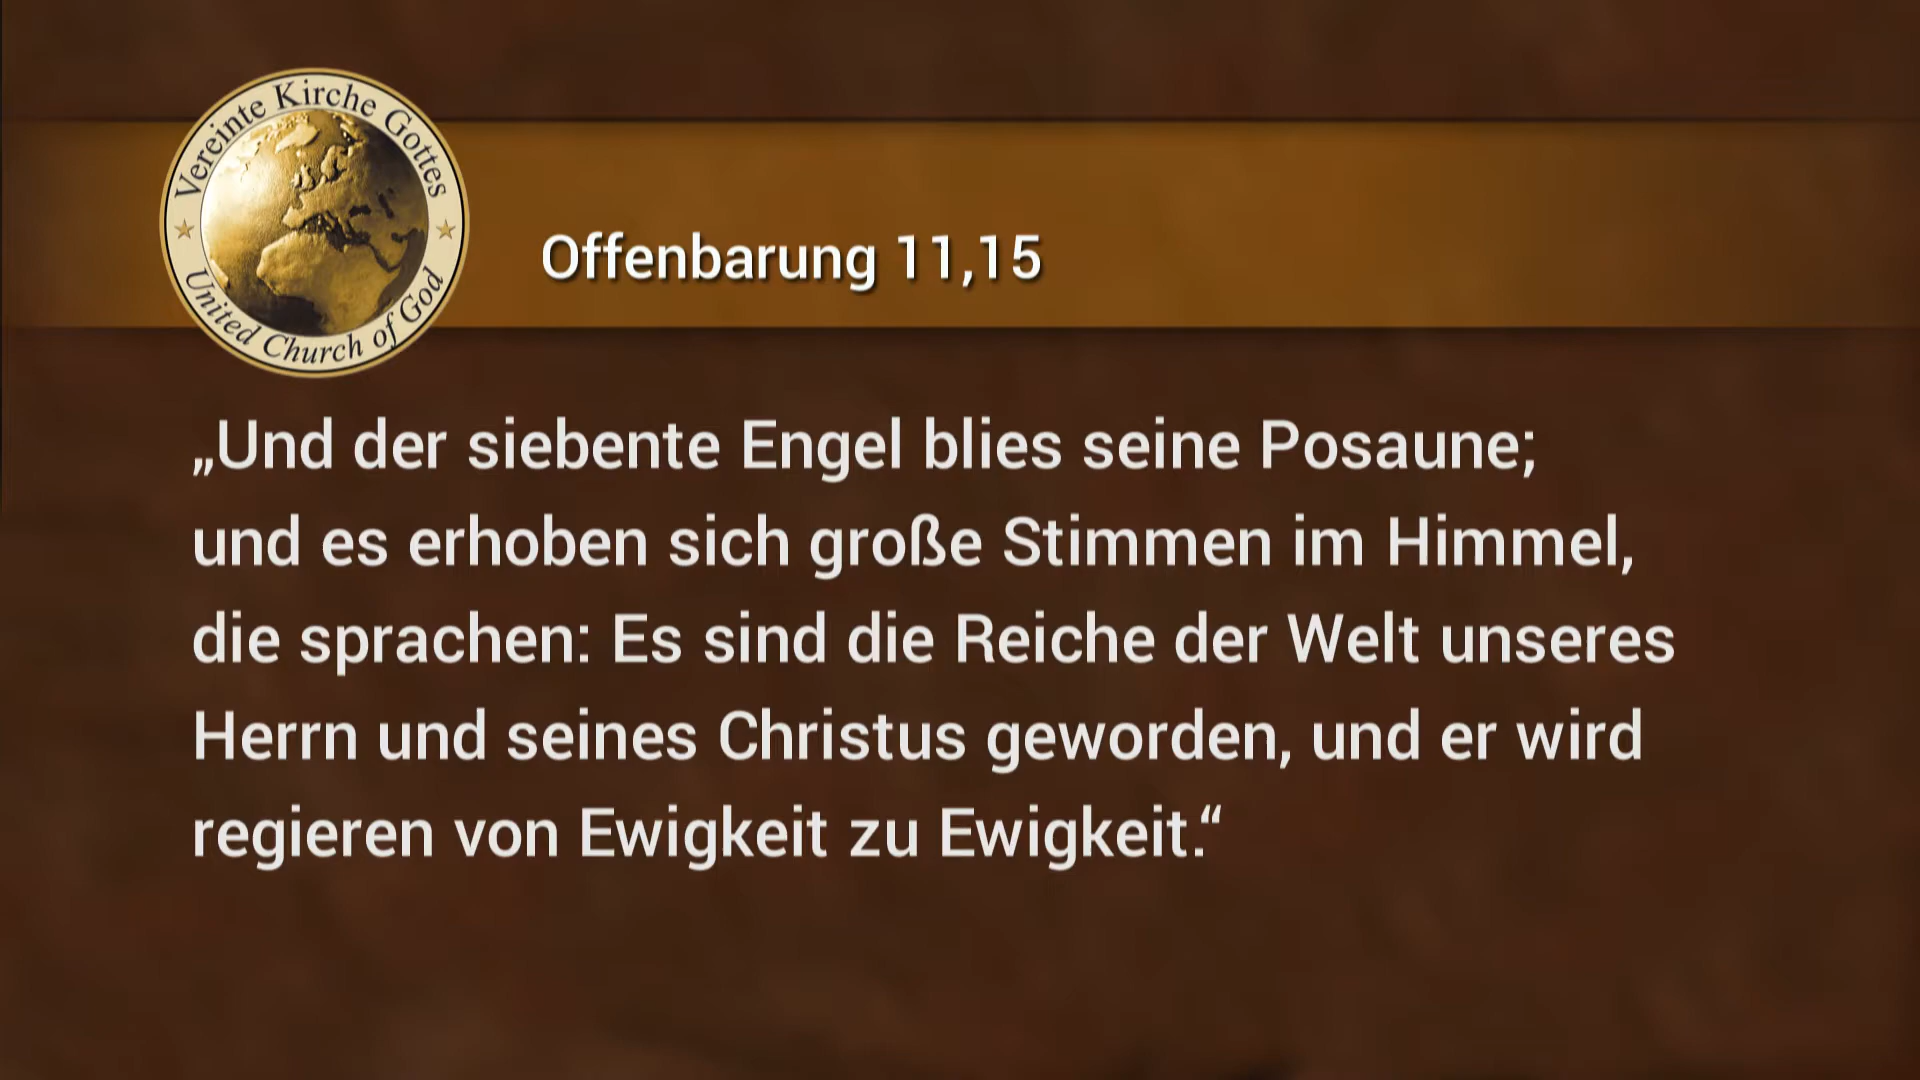 Vereinte Kirche Gottes
United Church of God
Offenbarung 11,15
„Und der siebente Engel blies seine Posaune;
und es erhoben sich große Stimmen im Himmel,
die sprachen: Es sind die Reiche der Welt unseres
Herrn und seines Christus geworden, und er wird
regieren von Ewigkeit zu Ewigkeit.“